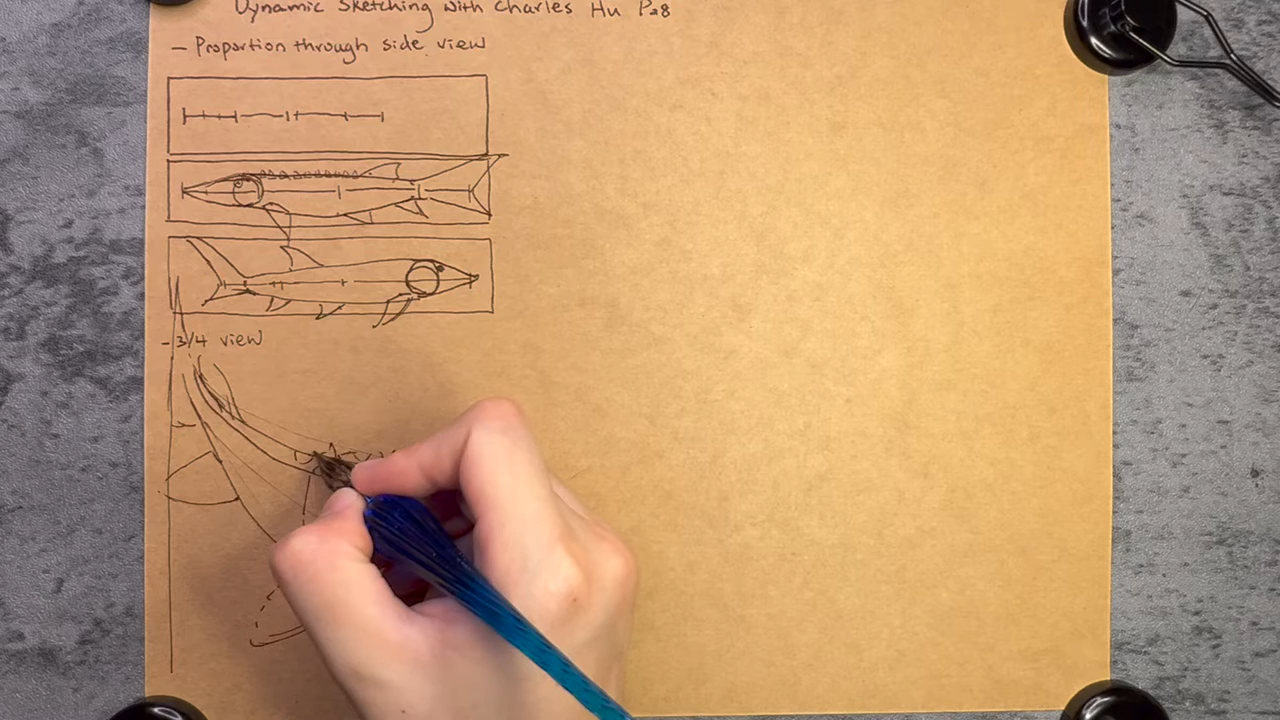 Dynamic Sketching with Charles Hu P28
- Proportion through side view
- 3/4 view